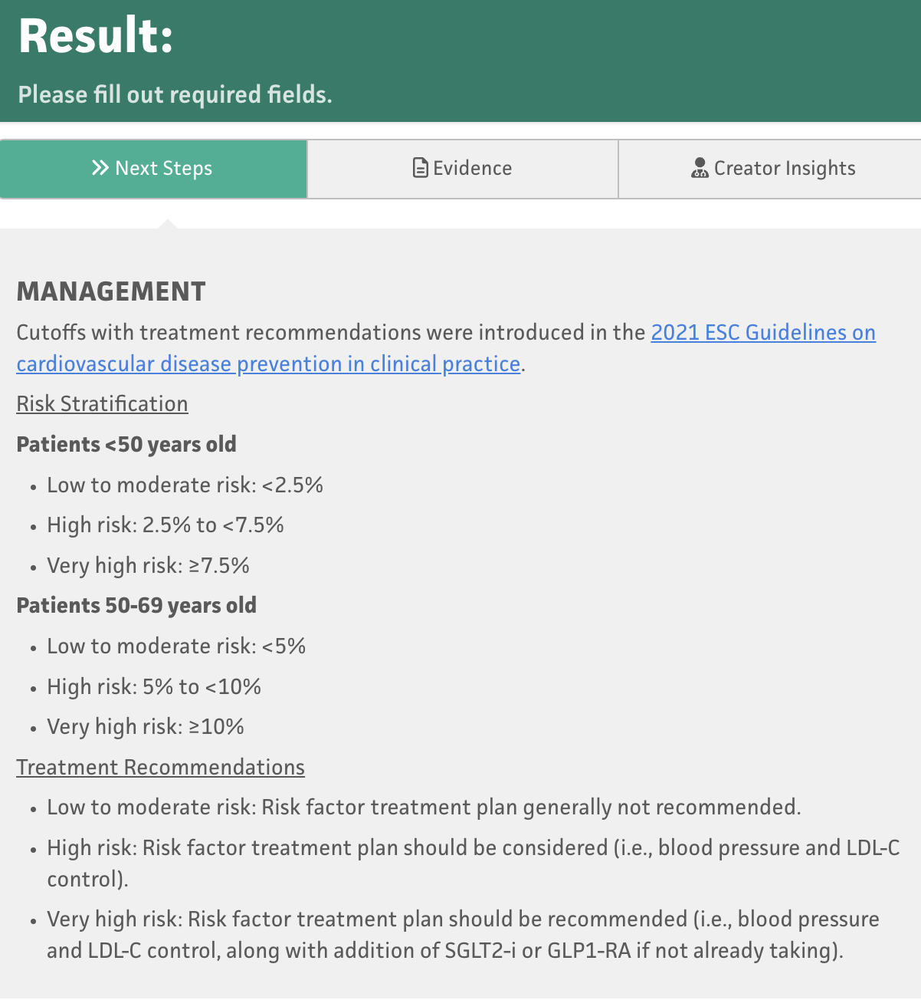 Result:
Please fill out required fields.
Next Steps
Evidence
Creator Insights
MANAGEMENT
Cutoffs with treatment recommendations were introduced in the 2021 ESC Guidelines on
cardiovascular disease prevention in clinical practice.
Risk Stratification
Patients <50 years old
• Low to moderate risk: <2.5%
• High risk: 2.5% to <7.5%
• Very high risk: ≥7.5%
Patients 50-69 years old
• Low to moderate risk: <5%
• High risk: 5% to <10%
• Very high risk: ≥10%
Treatment Recommendations
• Low to moderate risk: Risk factor treatment plan generally not recommended.
• High risk: Risk factor treatment plan should be considered (i.e., blood pressure and LDL-C
control).
• Very high risk: Risk factor treatment plan should be recommended (i.e., blood pressure
and LDL-C control, along with addition of SGLT2-i or GLP1-RA if not already taking).